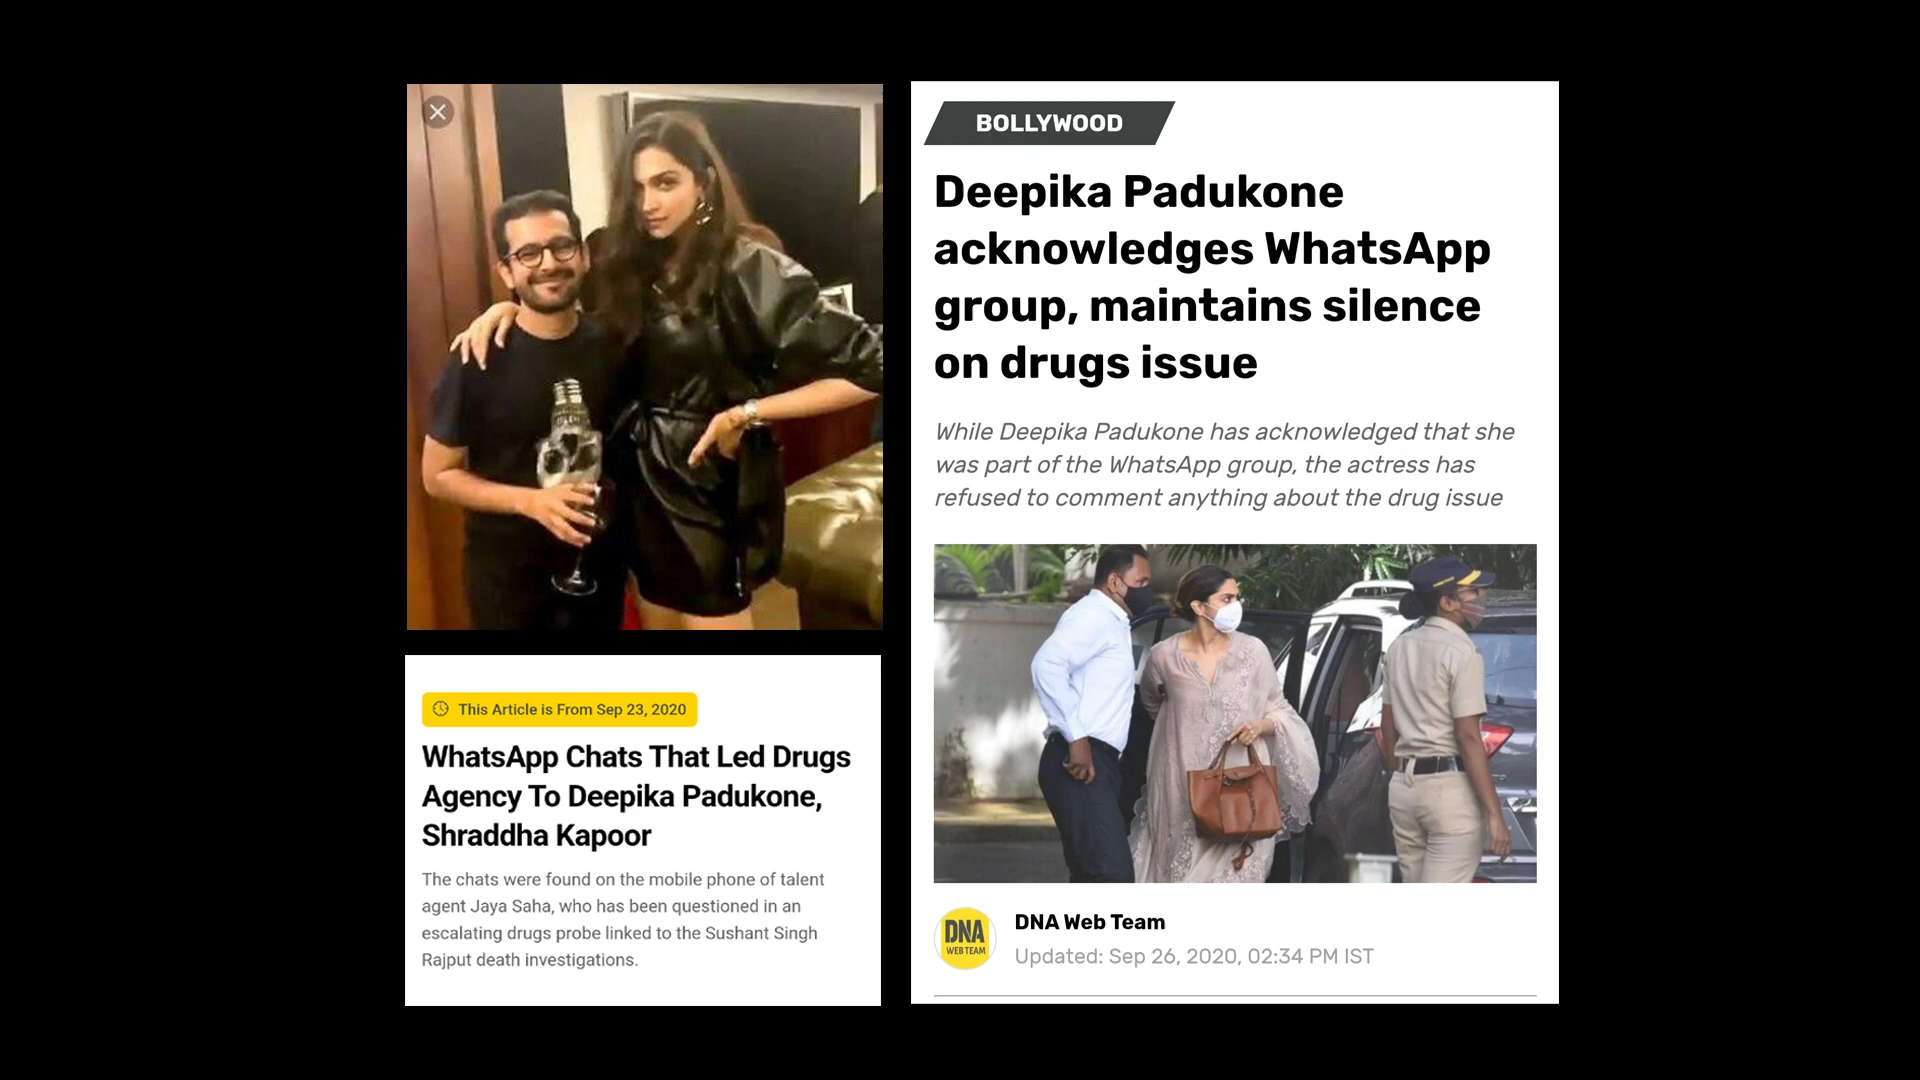 This Article is From Sep 23, 2020
WhatsApp Chats That Led Drugs
Agency To Deepika Padukone,
Shraddha Kapoor
The chats were found on the mobile phone of talent
agent Jaya Saha, who has been questioned in an
escalating drugs probe linked to the Sushant Singh
Rajput death investigations.
BOLLYWOOD
Deepika Padukone
acknowledges WhatsApp
group, maintains silence
on drugs issue
While Deepika Padukone has acknowledged that she
was part of the WhatsApp group, the actress has
refused to comment anything about the drug issue
DNA
WEB TEAM
DNA Web Team
Updated: Sep 26, 2020, 02:34 PM IST